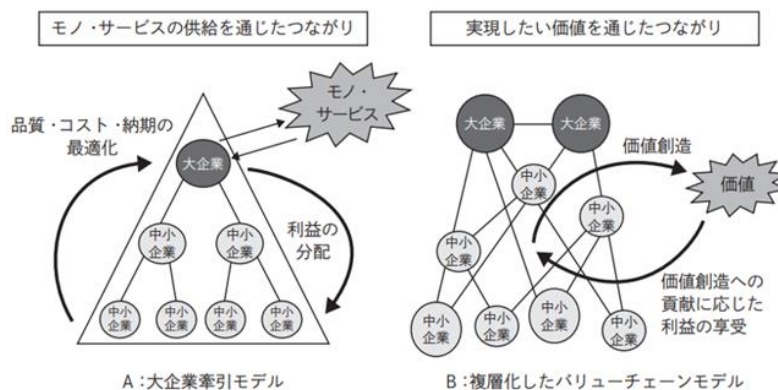 モノ・サービスの供給を通じたつながり
品質・コスト・納期の
最適化
モノ・
サービス
大企業
利益の
分配
中小
企業
中小
企業
中小
企業
中小
企業
中小
企業
中小
企業
A：大企業牽引モデル
実現したい価値を通じたつながり
大企業
大企業
価値創造
価値
中小
企業
中小
企業
中小
企業
価値創造への
貢献に応じた
利益の享受
中小
企業
中小
企業
中小
企業
中小
企業
B：複層化したバリューチェーンモデル